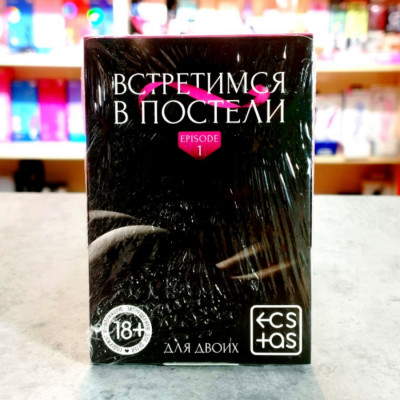 ВСТРЕТИМСЯ
В ПОСТЕЛИ
EPISODE
1
18+
ДЛЯ ДВОИХ
ecs
tas